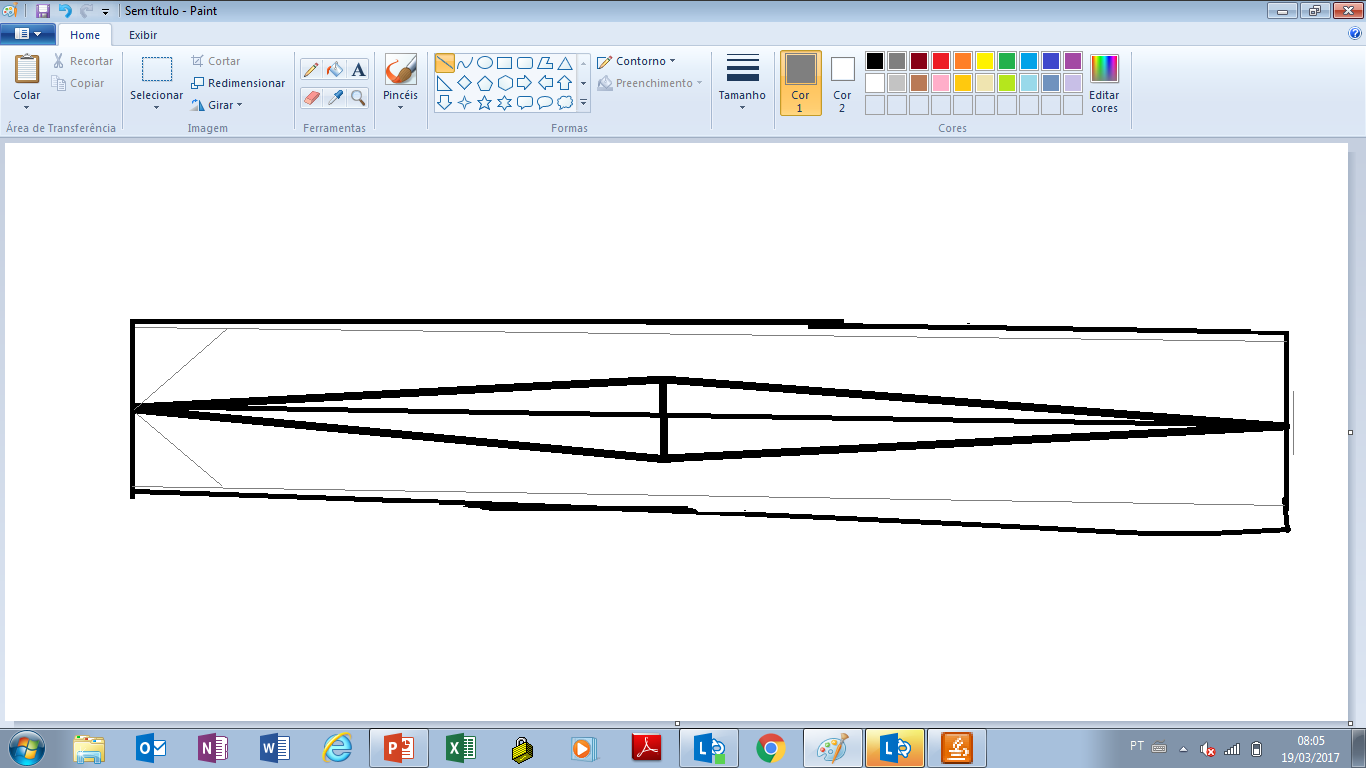 Sem título - Paint
Home Exibir
Colar
Recortar
Copiar
Área de Transferência
Selecionar
Cortar
Redimensionar
Girar
Imagem
A
Ferramentas
Pincéis
Contorno
Preenchimento
Formas
Tamanho
Cor
1
Cor
2
Editar
cores
Cores
PT
08:05
19/03/2017